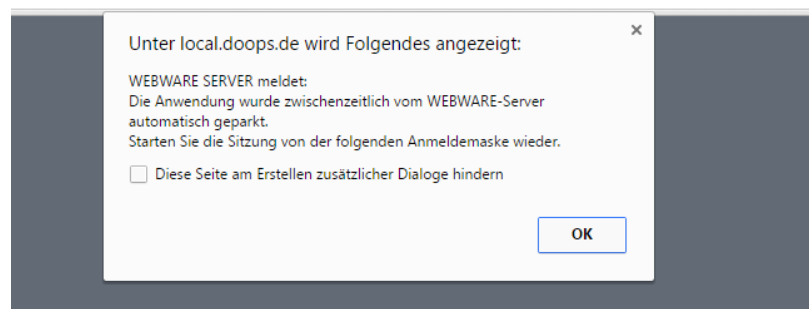 Unter local.doops.de wird Folgendes angezeigt:
WEBWARE SERVER meldet:
Die Anwendung wurde zwischenzeitlich vom WEBWARE-Server
automatisch geparkt.
Starten Sie die Sitzung von der folgenden Anmeldemaske wieder.
Diese Seite am Erstellen zusätzlicher Dialoge hindern
OK